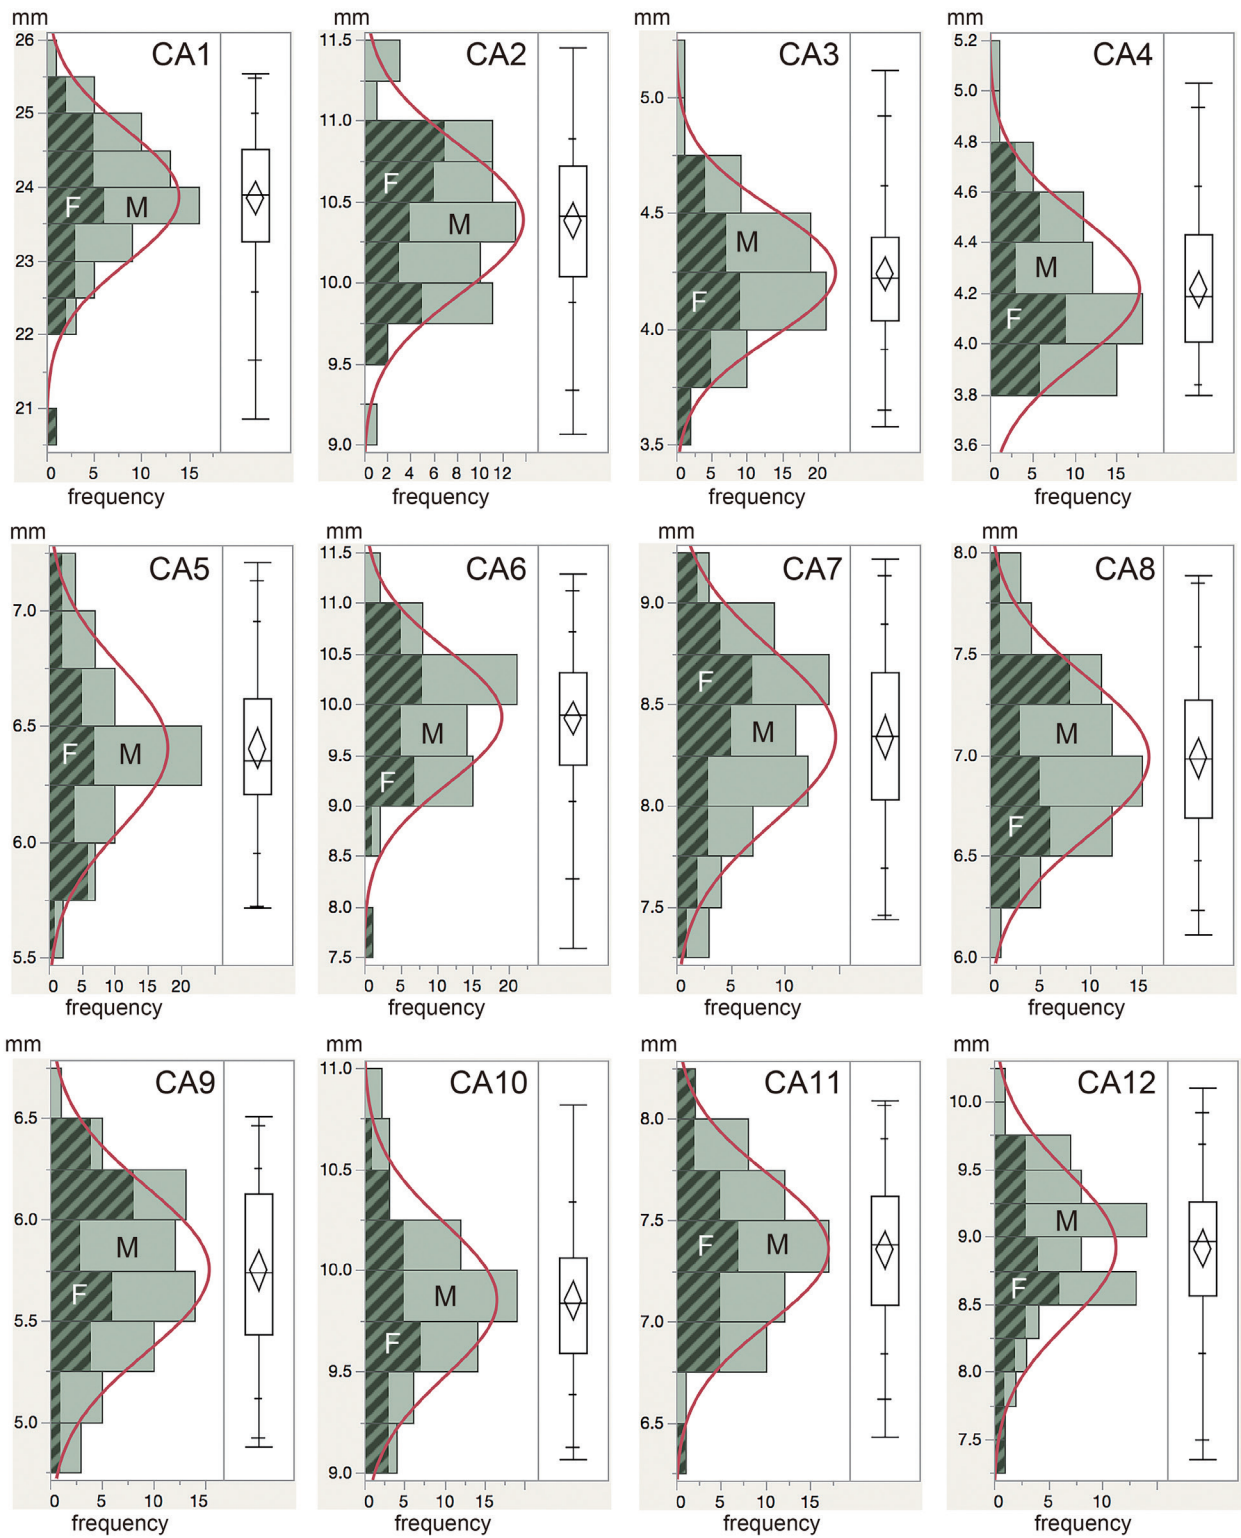 mm mm mm mm
CA1 CA2 CA3 CA4
26 25 24 23 22 21
F M
0 5 10 15
frequency
11.5 11.0 10.5 10.0 9.5 9.0
F M
0 2 4 6 8 10 12
frequency
5.0 4.5 4.0 3.5
M F
0 5 10 15 20
frequency
5.2 5.0 4.8 4.6 4.4 4.2 4.0 3.8 3.6
M F
0 5 10 15
frequency
mm mm mm mm
CA5 CA6 CA7 CA8
7.0 6.5 6.0 5.5
F M
0 5 10 15 20
frequency
11.5 11.0 10.5 10.0 9.5 9.0 8.5 8.0 7.5
M F
0 5 10 15 20
frequency
9.0 8.5 8.0 7.5
F M
0 5 10
frequency
8.0 7.5 7.0 6.5 6.0
M F
0 5 10 15
frequency
mm mm mm mm
CA9 CA10 CA11 CA12
6.5 6.0 5.5 5.0
M F
0 5 10 15
frequency
11.0 10.5 10.0 9.5 9.0
M F
0 5 10 15
frequency
8.0 7.5 7.0 6.5
F M
0 5 10 15
frequency
10.0 9.5 9.0 8.5 8.0 7.5
M F
0 5 10
frequency